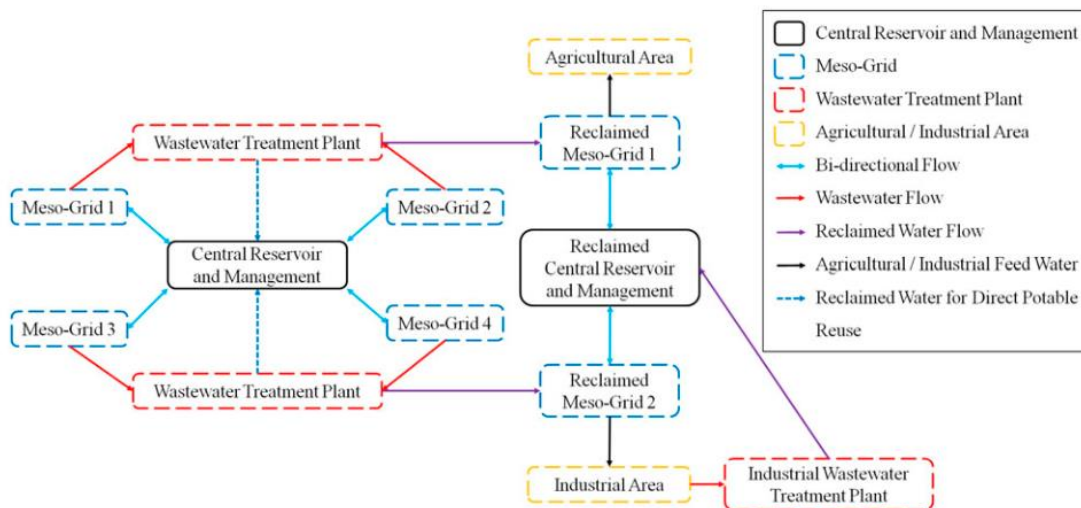 Agricultural Area
Wastewater Treatment Plant
Reclaimed
Meso-Grid 1
Meso-Grid 1
Meso-Grid 2
Central Reservoir
and Management
Reclaimed
Central Reservoir
and Management
Meso-Grid 3
Meso-Grid 4
Wastewater Treatment Plant
Reclaimed
Meso-Grid 2
Industrial Area
Industrial Wastewater
Treatment Plant
Central Reservoir and Management
Meso-Grid
Wastewater Treatment Plant
Agricultural / Industrial Area
Bi-directional Flow
Wastewater Flow
Reclaimed Water Flow
Agricultural / Industrial Feed Water
Reclaimed Water for Direct Potable
Reuse